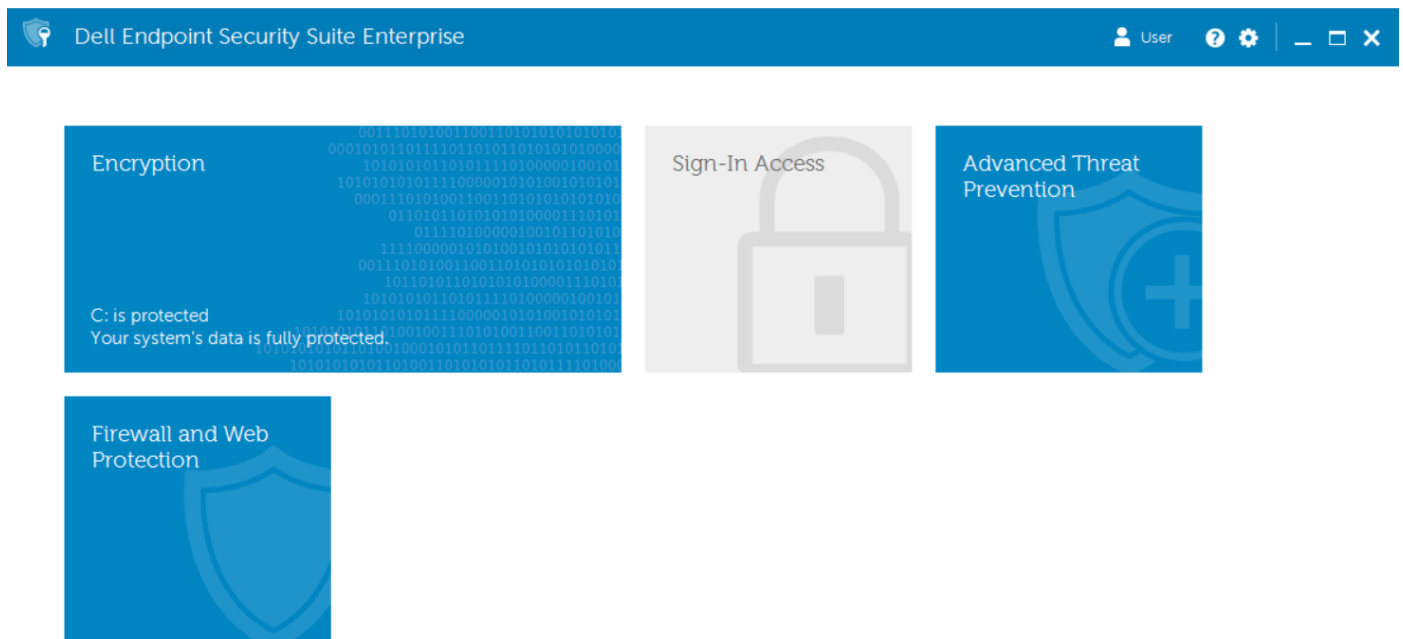 Dell Endpoint Security Suite Enterprise
User
Encryption
C: is protected
Your system's data is fully protected.
Sign-In Access
Advanced Threat
Prevention
Firewall and Web
Protection